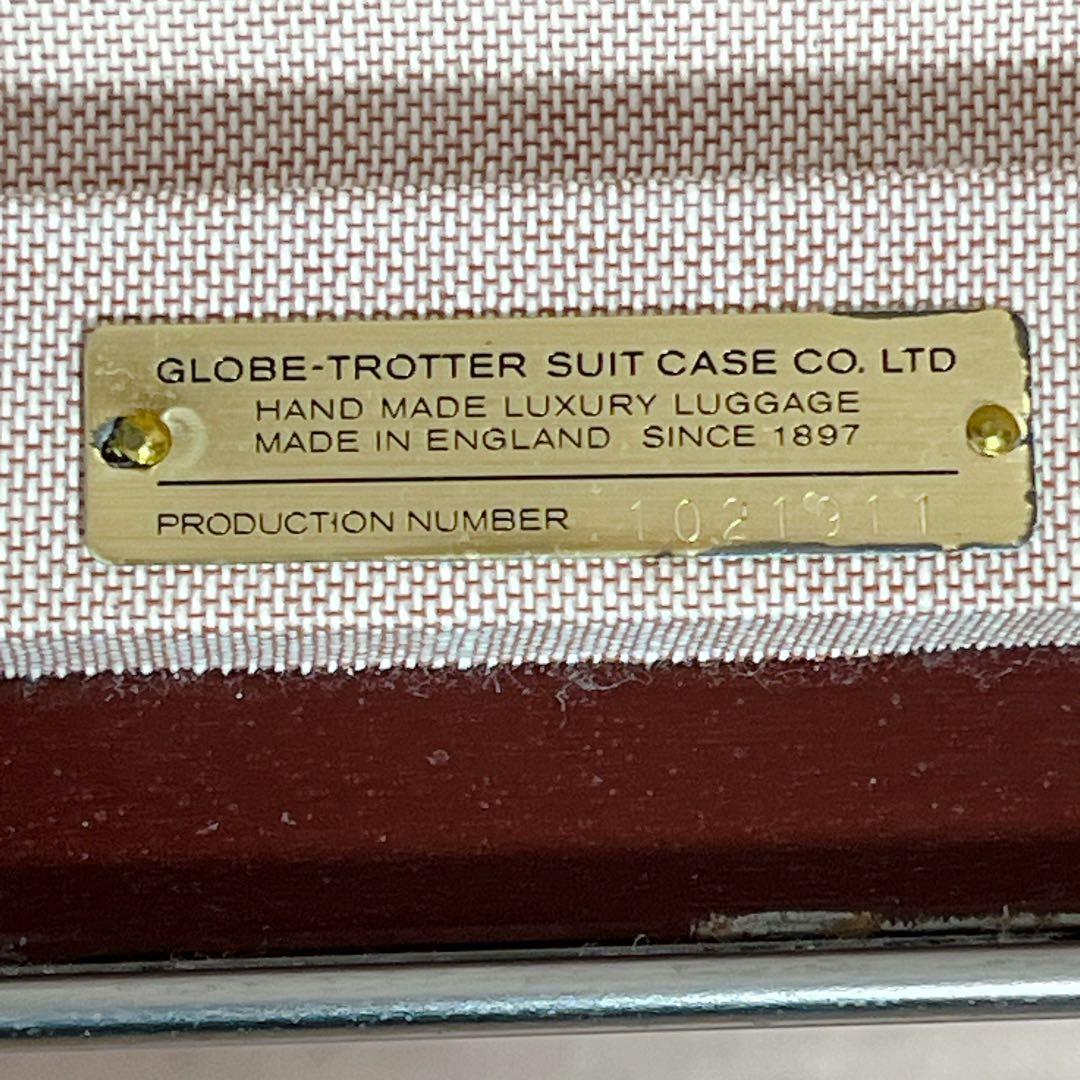 GLOBE-TROTTER SUIT CASE CO. LTD
HAND MADE LUXURY LUGGAGE
MADE IN ENGLAND SINCE 1897
PRODUCTION NUMBER 1021911